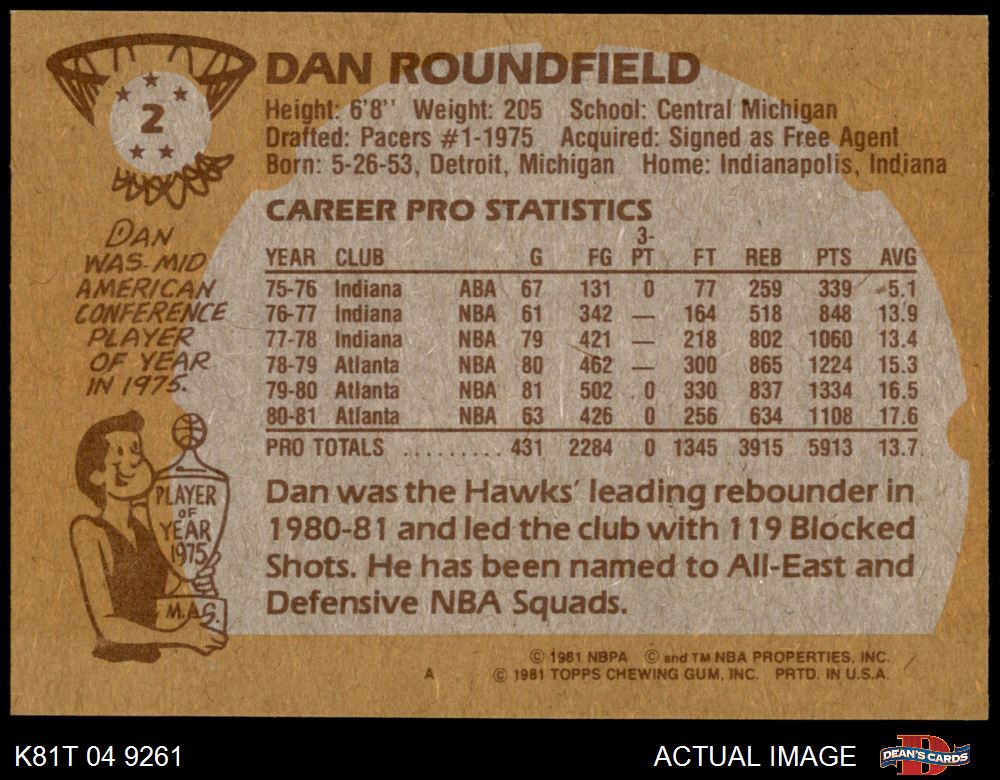 DAN ROUNDFIELD
2
Height: 6'8'' Weight: 205 School: Central Michigan
Drafted: Pacers #1-1975 Acquired: Signed as Free Agent
Born: 5-26-53, Detroit, Michigan Home: Indianapolis, Indiana
DAN
WAS MID
AMERICAN
CONFERENCE
PLAYER
OF YEAR
IN 1975.
CAREER PRO STATISTICS
YEAR CLUB G FG 3-PT FT REB PTS AVG
75-76 Indiana ABA 67 131 0 77 259 339 5.1
76-77 Indiana NBA 61 342 — 164 518 848 13.9
77-78 Indiana NBA 79 421 — 218 802 1060 13.4
78-79 Atlanta NBA 80 462 — 300 865 1224 15.3
79-80 Atlanta NBA 81 502 0 330 837 1334 16.5
80-81 Atlanta NBA 63 426 0 256 634 1108 17.6
PRO TOTALS ......... 431 2284 0 1345 3915 5913 13.7
PLAYER
OF
YEAR
1975
M.A.C.
Dan was the Hawks' leading rebounder in
1980-81 and led the club with 119 Blocked
Shots. He has been named to All-East and
Defensive NBA Squads.
© 1981 NBPA © and TM NBA PROPERTIES, INC.
A © 1981 TOPPS CHEWING GUM, INC. PRTD. IN U.S.A.
K81T 04 9261 ACTUAL IMAGE
D
DEAN'S CARDS